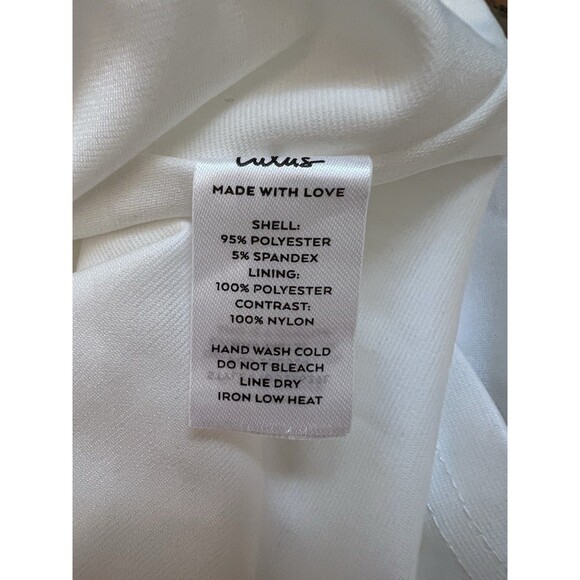 MADE WITH LOVE
SHELL:
95% POLYESTER
5% SPANDEX
LINING:
100% POLYESTER
CONTRAST:
100% NYLON
HAND WASH COLD
DO NOT BLEACH
LINE DRY
IRON LOW HEAT